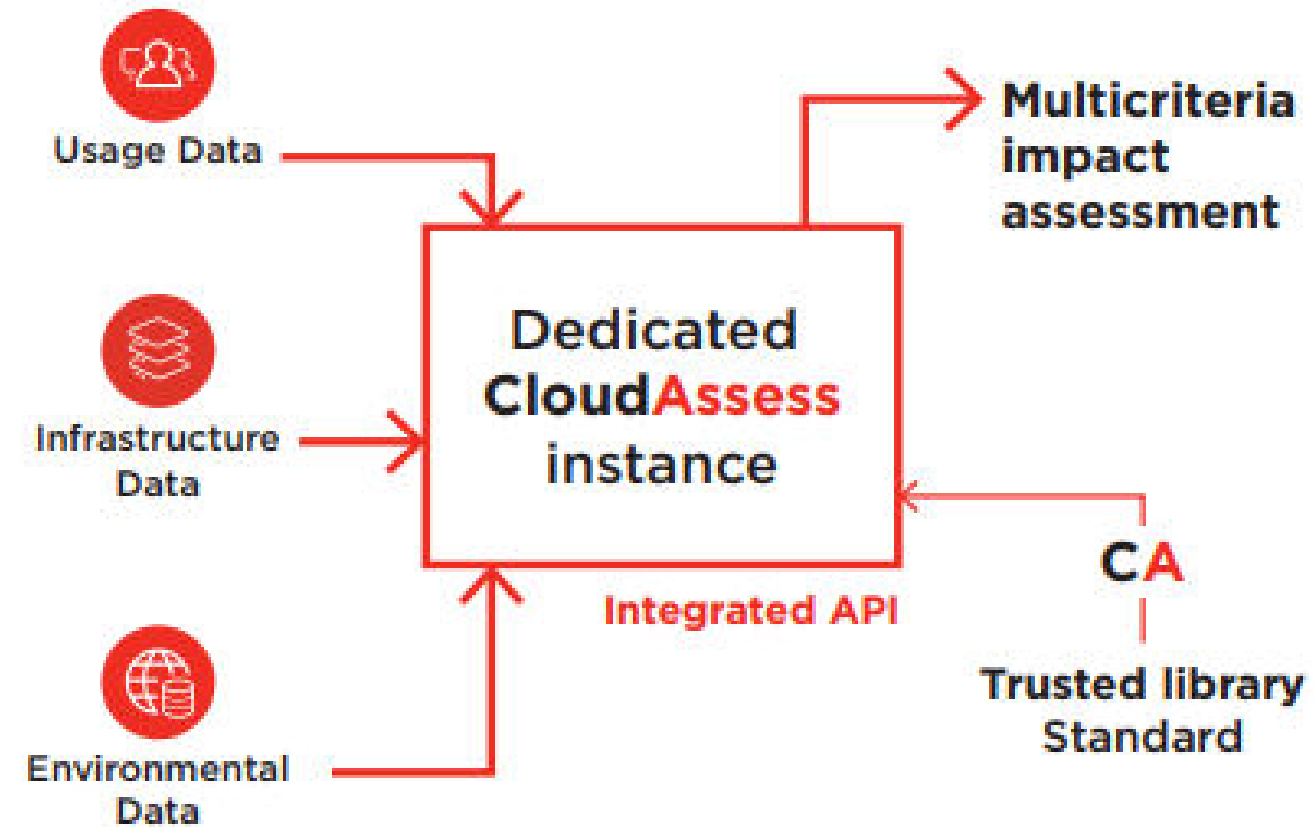 Usage Data
Infrastructure
Data
Environmental
Data
Dedicated
CloudAssess
instance
Integrated API
Multicriteria
impact
assessment
CA
Trusted library
Standard